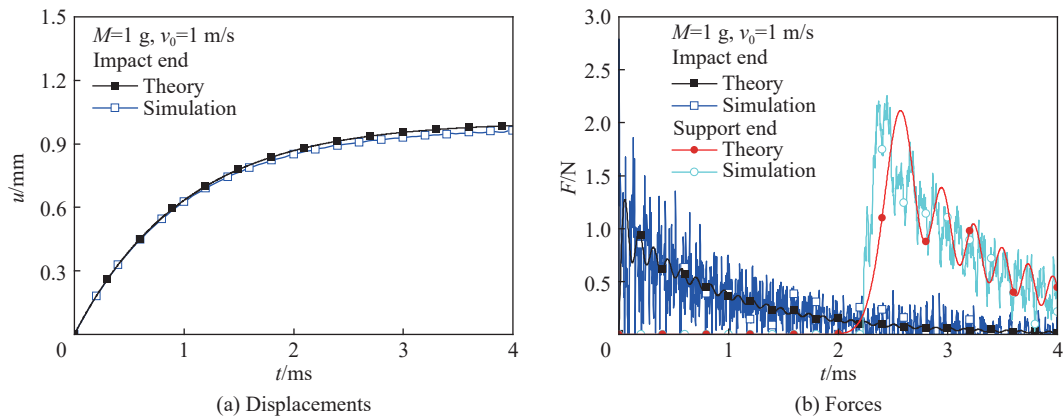 1.5
1.2
0.9
0.6
0.3
0
1
2
3
4
u/mm
t/ms
M=1 g, v₀=1 m/s
Impact end
Theory
Simulation
(a) Displacements
3.0
2.5
2.0
1.5
1.0
0.5
0
1
2
3
4
F/N
t/ms
M=1 g, v₀=1 m/s
Impact end
Theory
Simulation
Support end
Theory
Simulation
(b) Forces